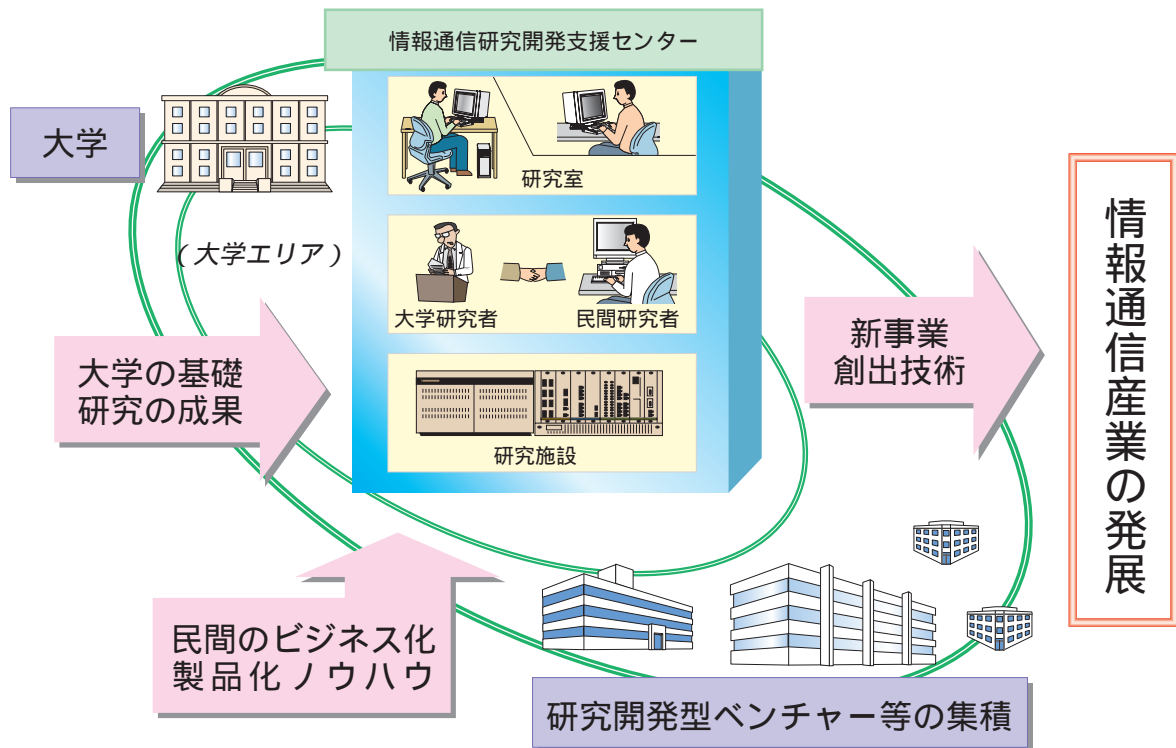 情報通信研究開発支援センター
大学
研究室
(大学エリア)
大学研究者
民間研究者
大学の基礎
研究の成果
新事業
創出技術
研究施設
民間のビジネス化
製品化ノウハウ
研究開発型ベンチャー等の集積
情報通信産業の発展